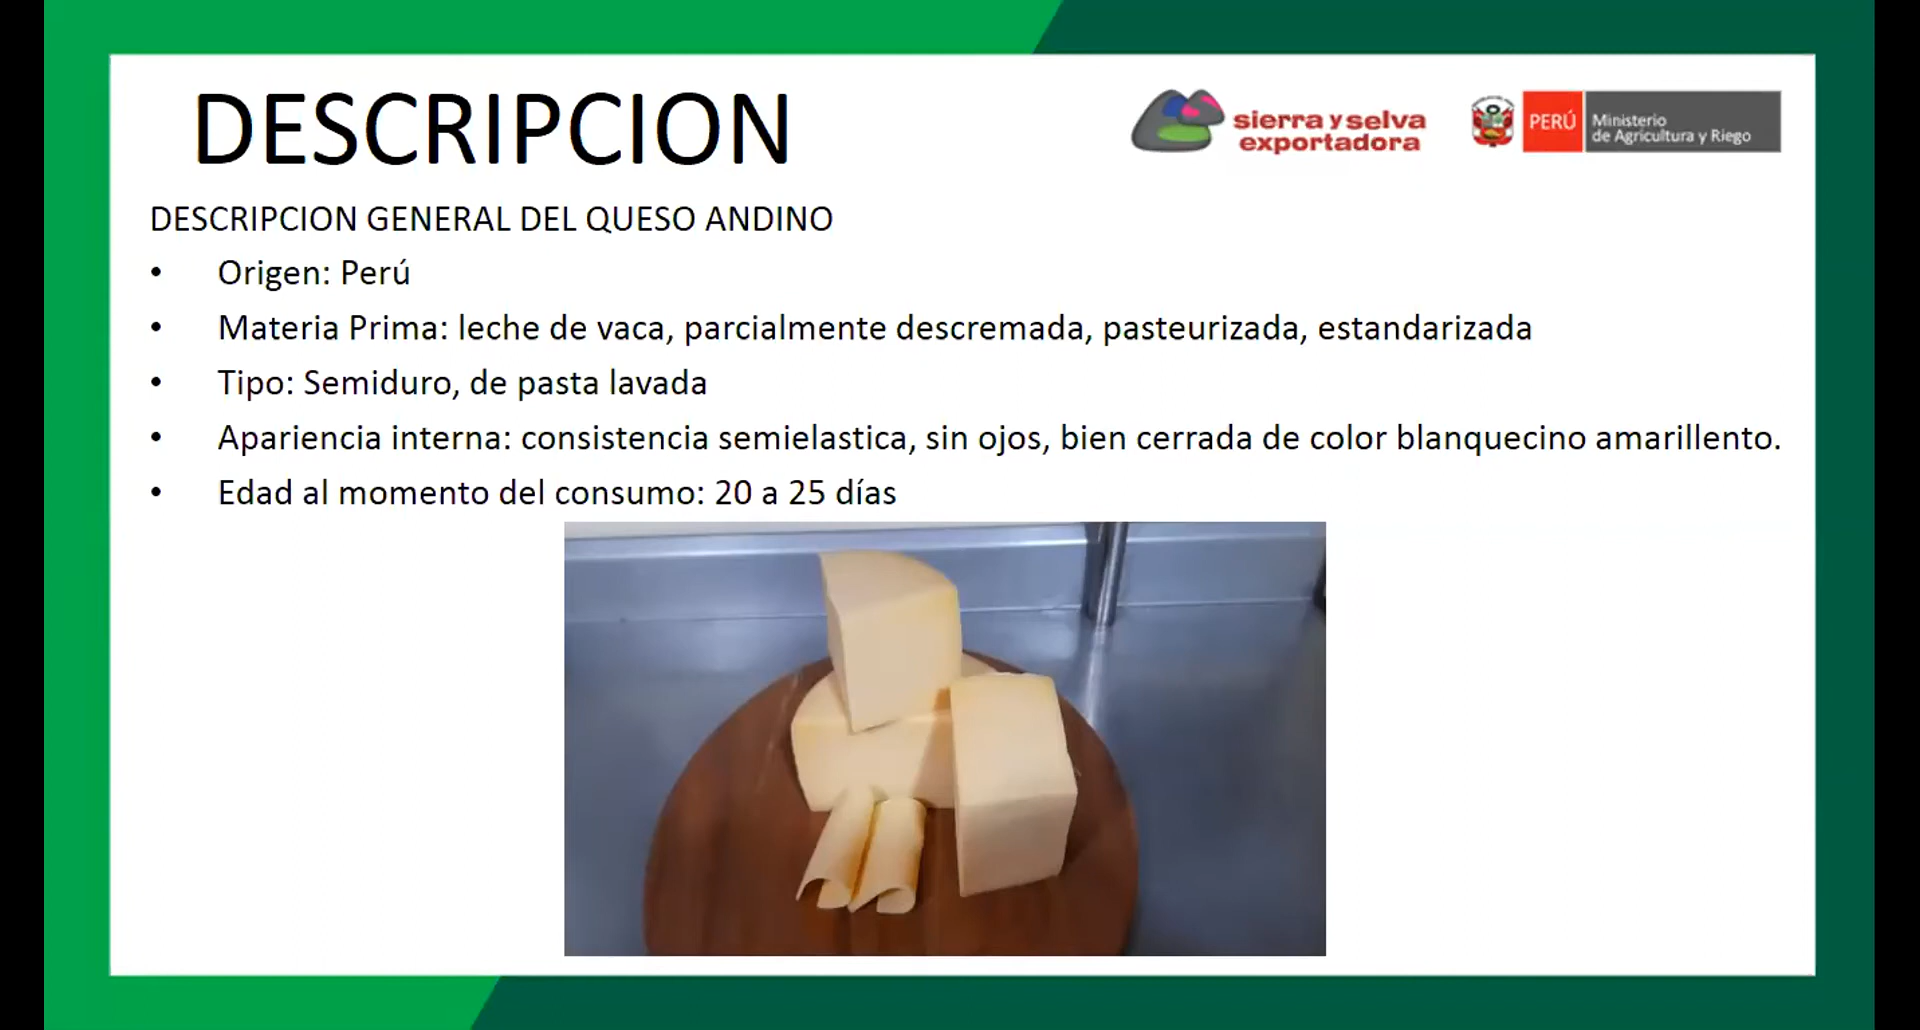 DESCRIPCION
sierra y selva
exportadora
PERÚ
Ministerio
de Agricultura y Riego
DESCRIPCION GENERAL DEL QUESO ANDINO
• Origen: Perú
• Materia Prima: leche de vaca, parcialmente descremada, pasteurizada, estandarizada
• Tipo: Semiduro, de pasta lavada
• Apariencia interna: consistencia semielastica, sin ojos, bien cerrada de color blanquecino amarillento.
• Edad al momento del consumo: 20 a 25 días